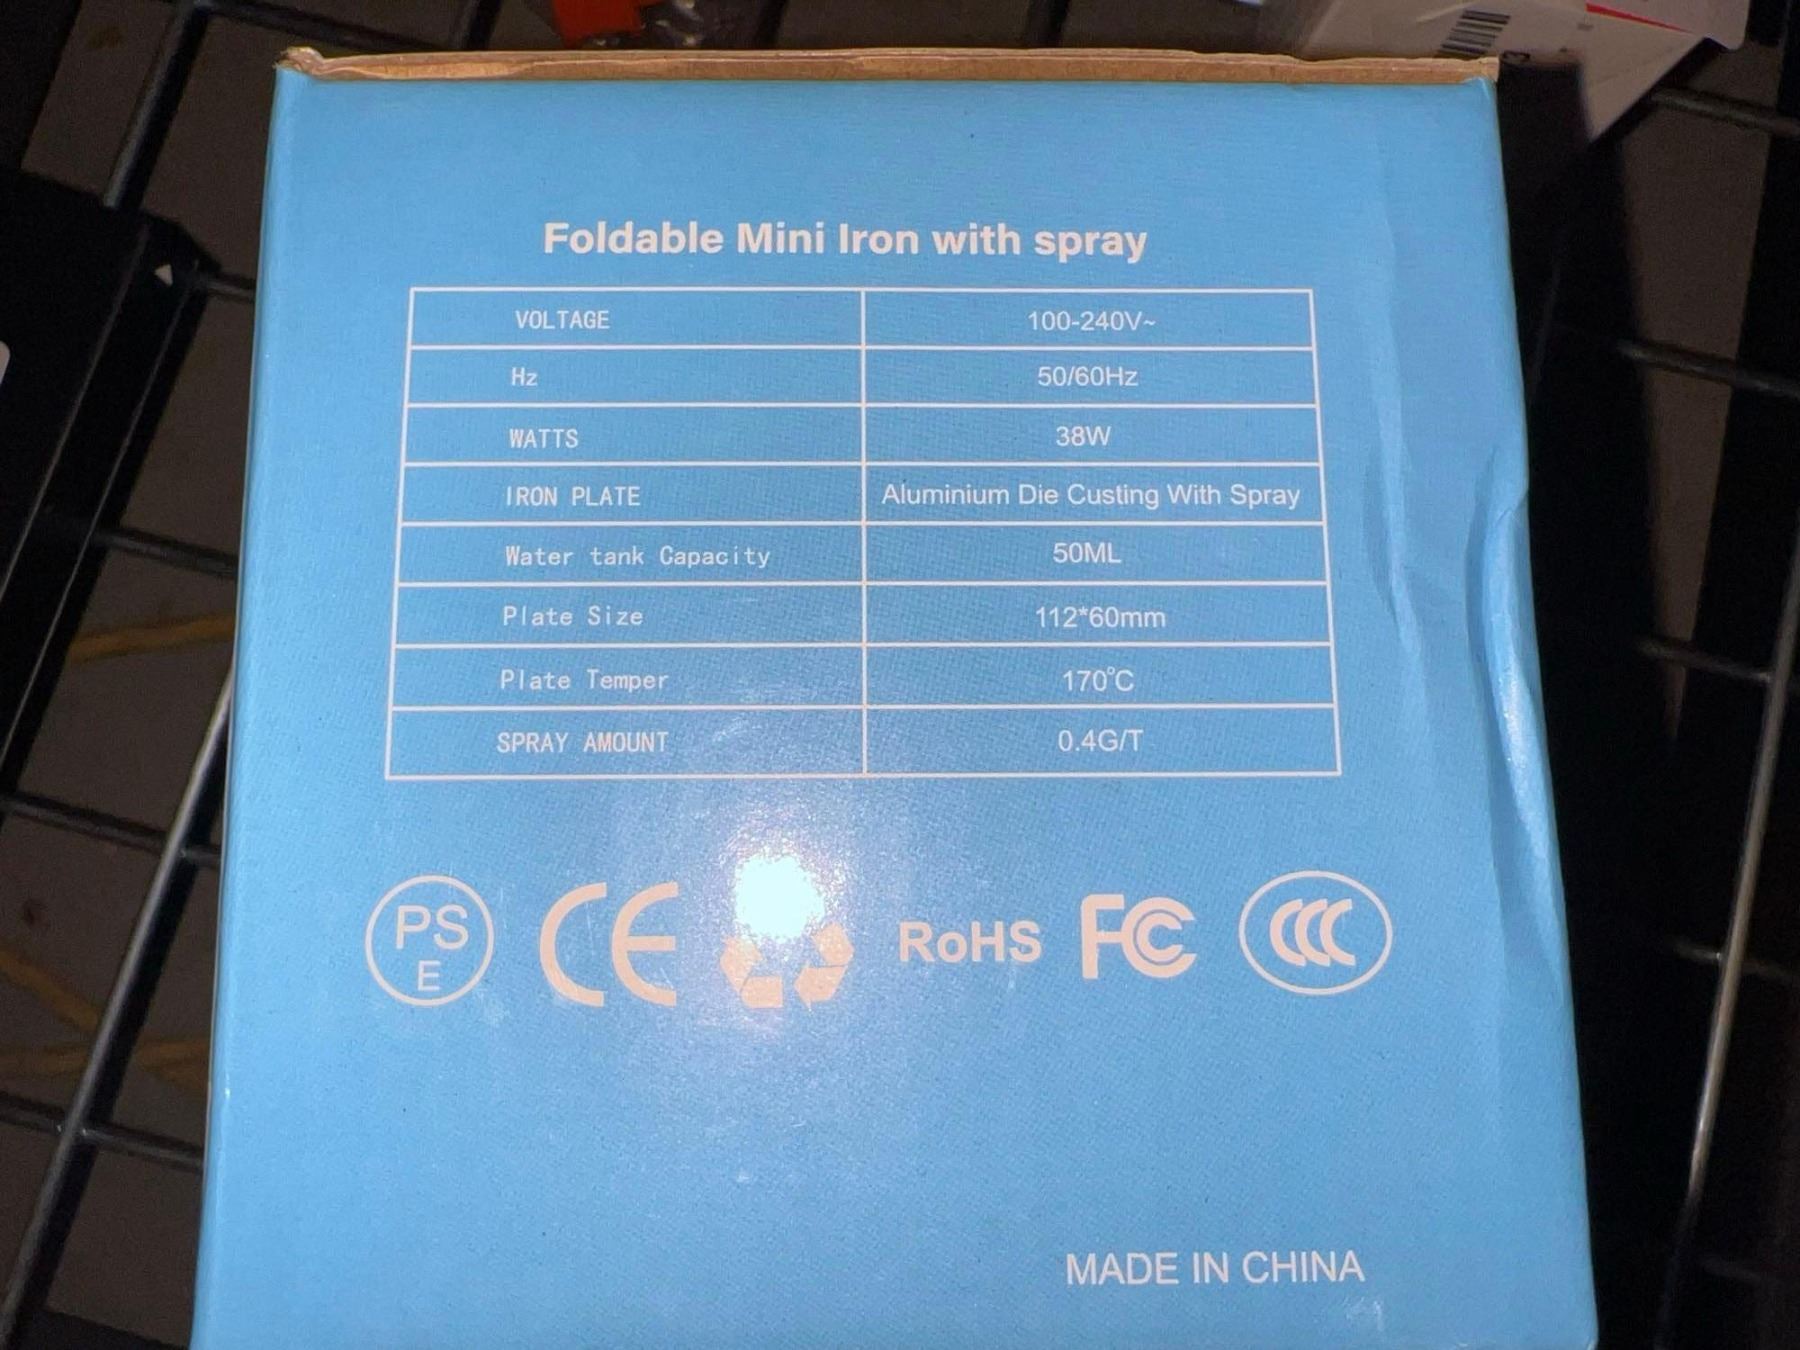 Foldable Mini Iron with spray
VOLTAGE 100-240V~
Hz 50/60Hz
WATTS 38W
IRON PLATE Aluminium Die Custing With Spray
Water tank Capacity 50ML
Plate Size 112*60mm
Plate Temper 170℃
SPRAY AMOUNT 0.4G/T
PS
E
CE RoHS FC CCC
MADE IN CHINA